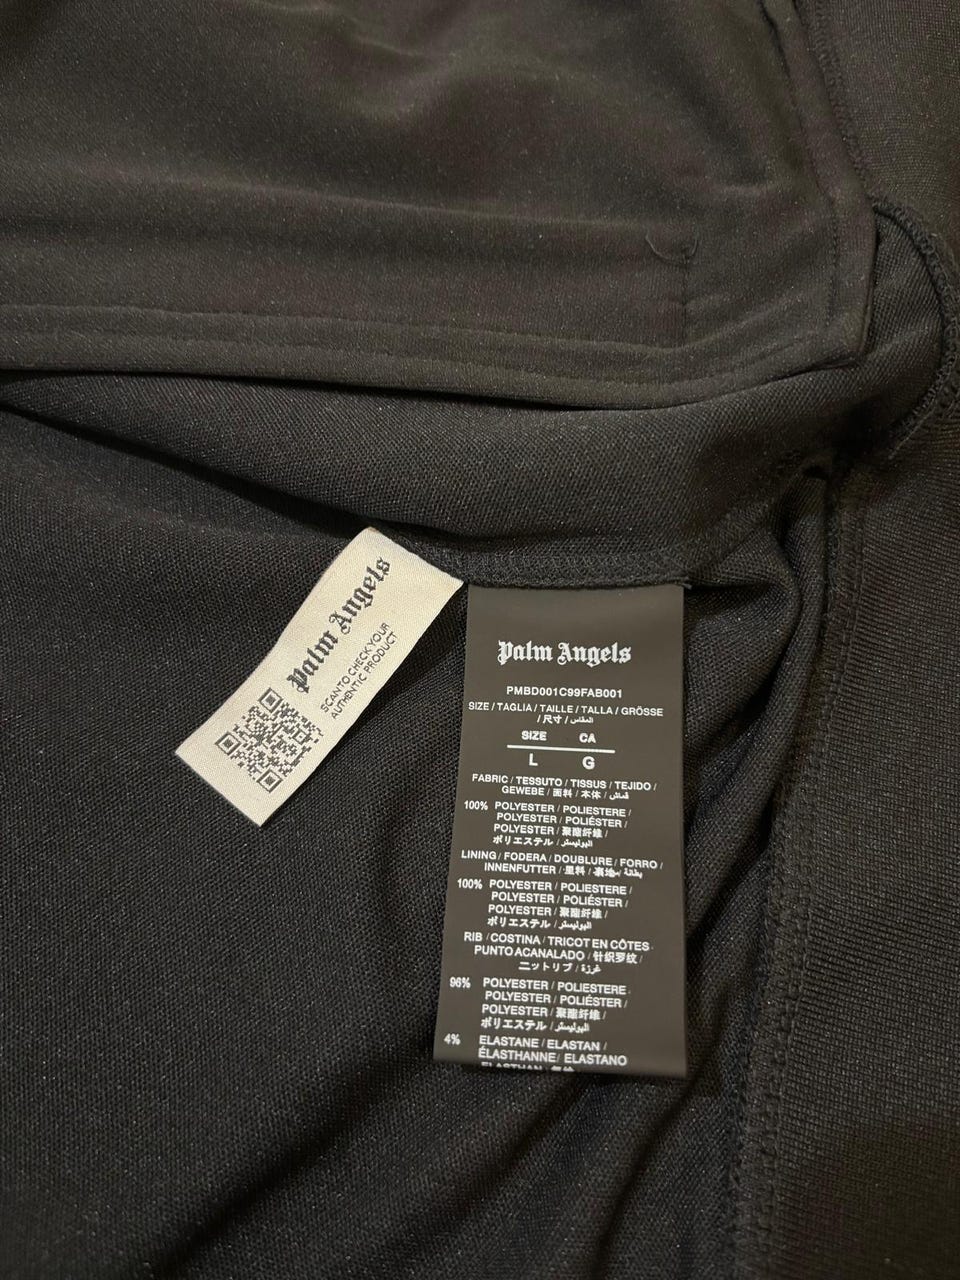 Palm Angels
SCAN TO CHECK YOUR
AUTHENTIC PRODUCT
Palm Angels
PMBD001C99FAB001
SIZE / TAGLIA / TAILLE / TALLA / GRÖSSE
/ 尺寸 / المقاس
SIZE CA
L G
FABRIC / TESSUTO / TISSUS / TEJIDO /
GEWEBE / 面料 / 本体 / قماش
100% POLYESTER / POLIESTERE /
POLYESTER / POLIÉSTER /
POLYESTER / 聚酯纤维 /
ポリエステル / البوليستر
LINING / FODERA / DOUBLURE / FORRO /
INNENFUTTER / 里料 / 裏地 / بطانة
100% POLYESTER / POLIESTERE /
POLYESTER / POLIÉSTER /
POLYESTER / 聚酯纤维 /
ポリエステル / البوليستر
RIB / COSTINA / TRICOT EN CÔTES
PUNTO ACANALADO / 针织罗纹 /
ニットリブ /
96% POLYESTER / POLIESTERE
POLYESTER / POLIÉSTER /
POLYESTER / 聚酯纤维 /
ポリエステル / البوليستر
4% ELASTANE / ELASTAN /
ÉLASTHANNE / ELASTANO
ELASTHAN